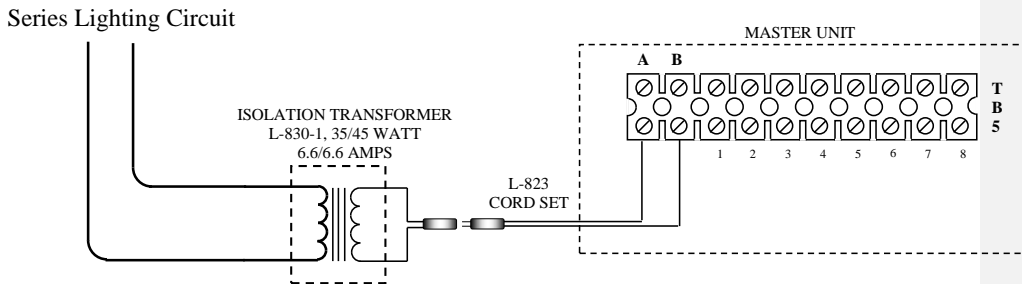 Series Lighting Circuit
MASTER UNIT
A B
T
B
5
ISOLATION TRANSFORMER
L-830-1, 35/45 WATT
6.6/6.6 AMPS
1 2 3 4 5 6 7 8
L-823
CORD SET